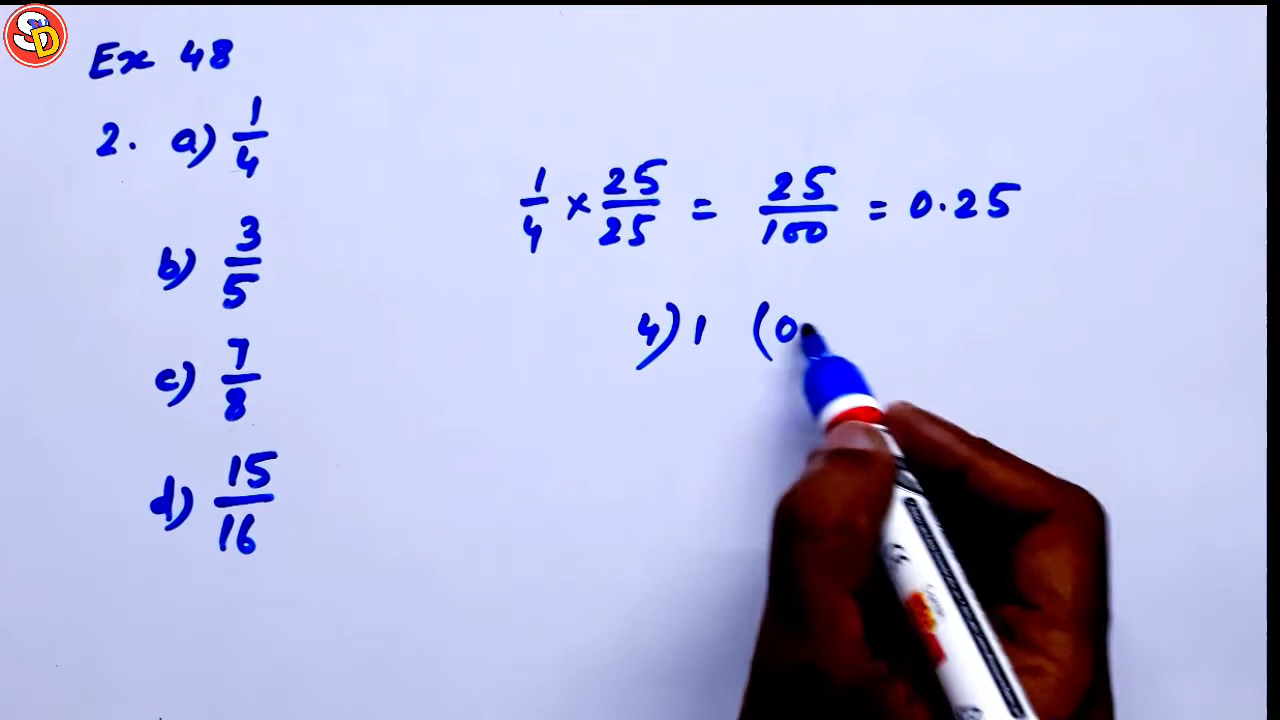 SD
Ex 48
2. a) 1/4
1/4 × 25/25 = 25/100 = 0.25
b) 3/5
4) 1 (0
c) 7/8
d) 15/16